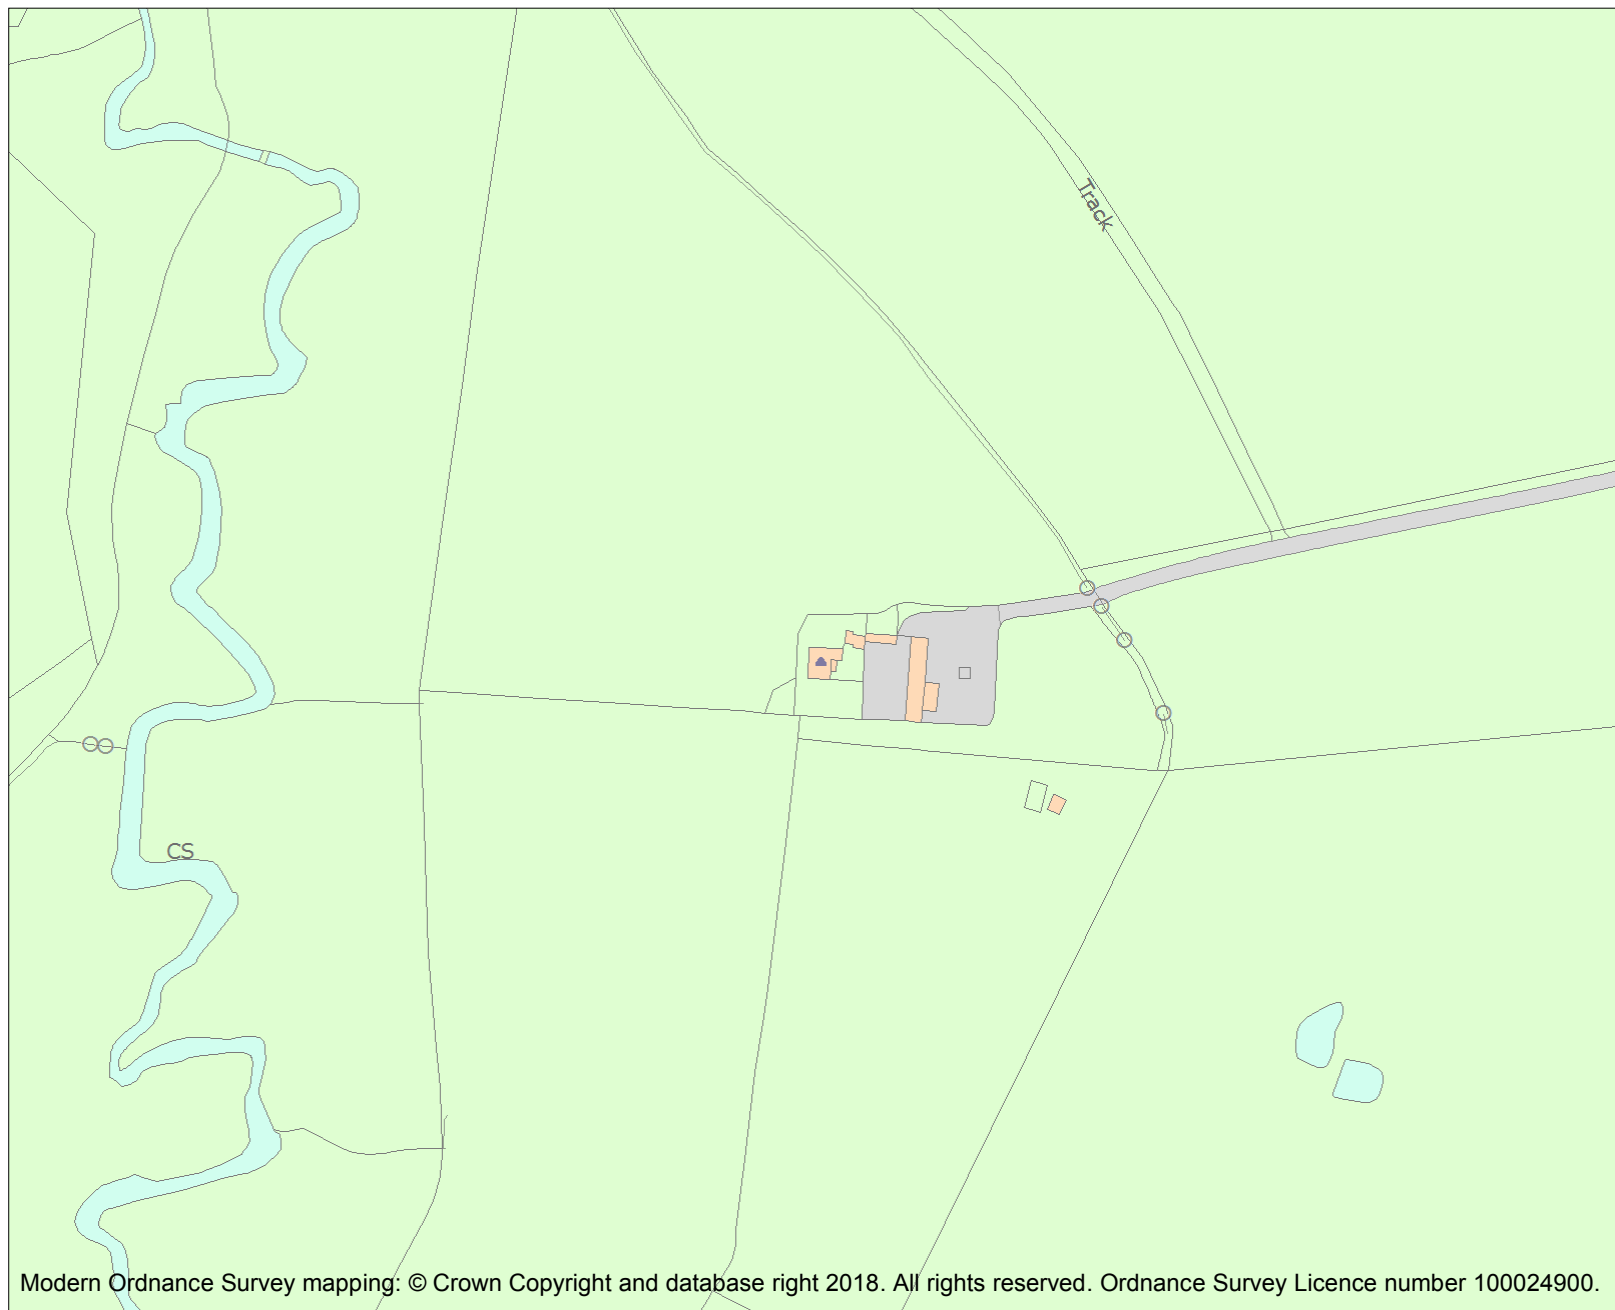 Track
CS
Modern Ordnance Survey mapping: © Crown Copyright and database right 2018. All rights reserved. Ordnance Survey Licence number 100024900.